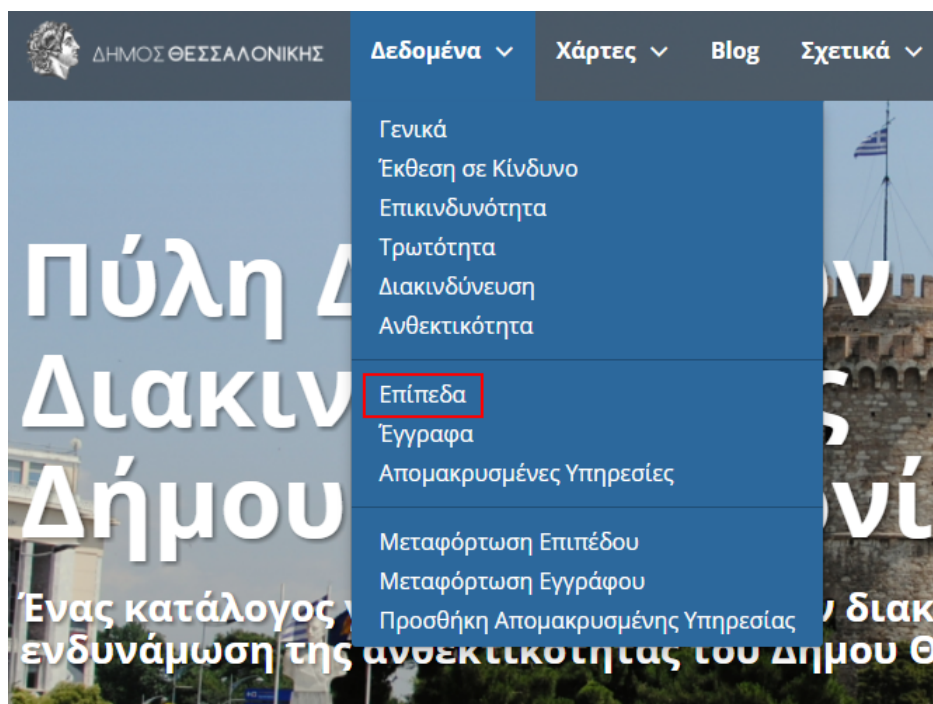 ΔΗΜΟΣ ΘΕΣΣΑΛΟΝΙΚΗΣ Δεδομένα Χάρτες Blog Σχετικά
Γενικά
Έκθεση σε Κίνδυνο
Επικινδυνότητα
Τρωτότητα
Διακινδύνευση
Ανθεκτικότητα
Επίπεδα
Έγγραφα
Απομακρυσμένες Υπηρεσίες
Μεταφόρτωση Επιπέδου
Μεταφόρτωση Εγγράφου
Προσθήκη Απομακρυσμένης Υπηρεσίας
Πύλη
Διακιν
Δήμου
Ένας κατάλογος διακ
ενδυνάμωση της ανθεκτικότητας του Δήμου Θ